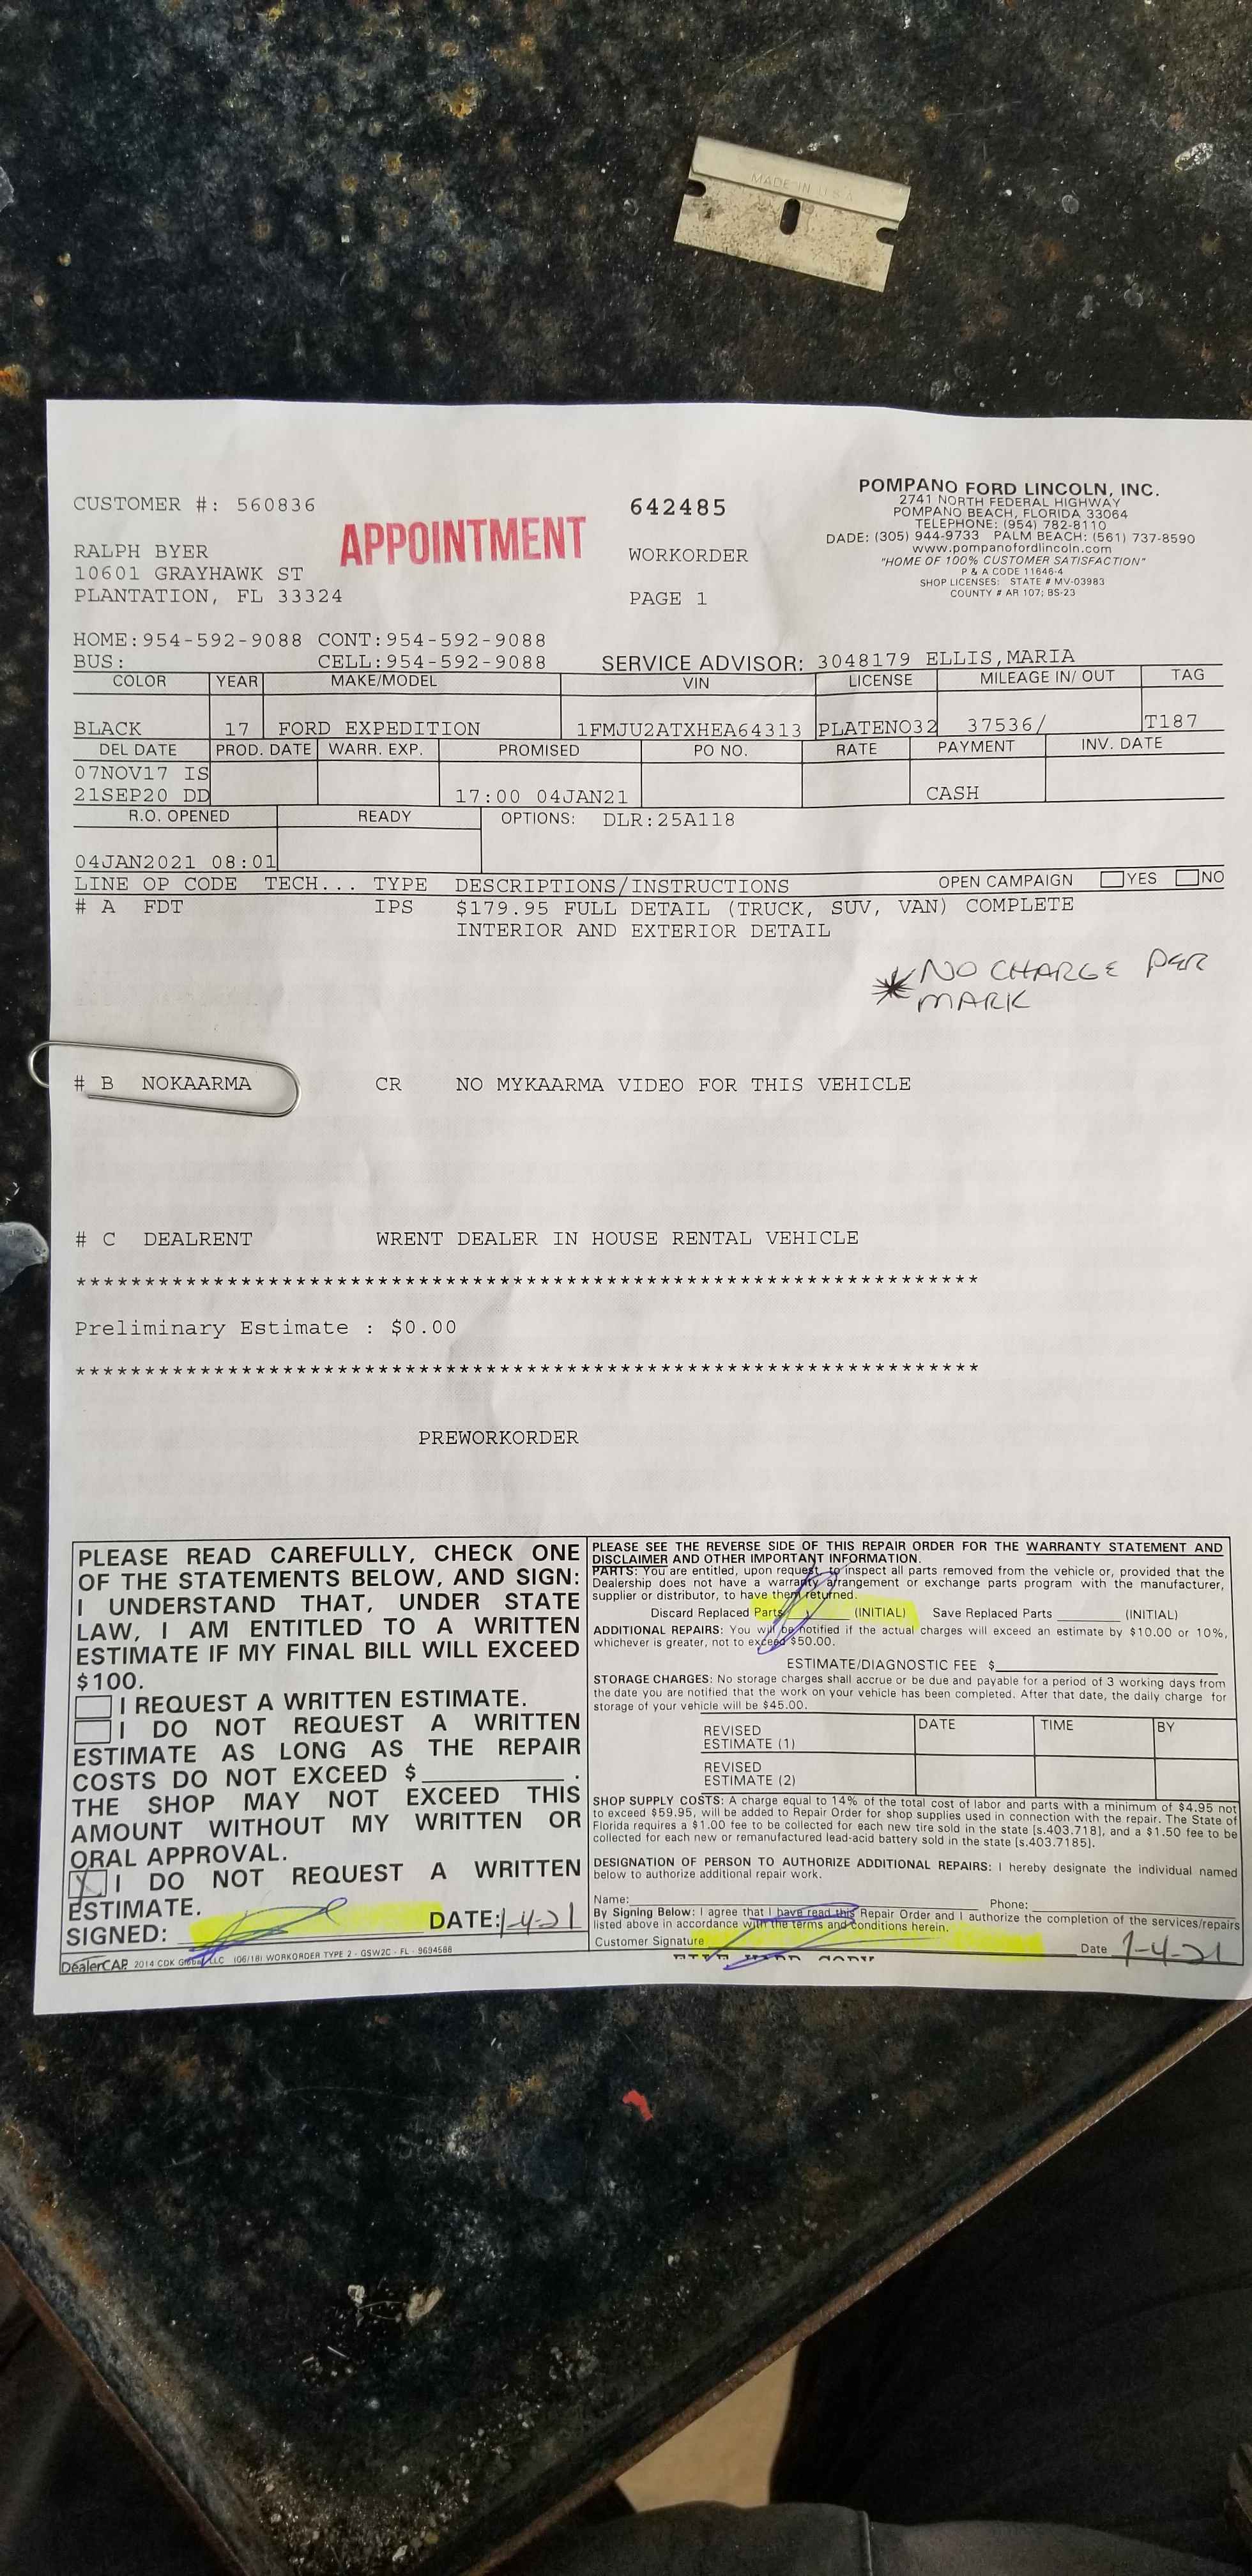 MADE IN U.S.A
CUSTOMER #: 560836
642485
POMPANO FORD LINCOLN, INC.
2741 NORTH FEDERAL HIGHWAY
POMPANO BEACH, FLORIDA 33064
TELEPHONE: (954) 782-8110
DADE: (305) 944-9733 PALM BEACH: (561) 737-8590
www.pompanofordlincoln.com
"HOME OF 100% CUSTOMER SATISFACTION"
P & A CODE 11646-4
SHOP LICENSES: STATE # MV-03983
COUNTY # AR 107; BS-23
APPOINTMENT
RALPH BYER
10601 GRAYHAWK ST
PLANTATION, FL 33324
WORKORDER
PAGE 1
HOME:954-592-9088 CONT:954-592-9088
BUS: CELL:954-592-9088
SERVICE ADVISOR: 3048179 ELLIS,MARIA
COLOR YEAR MAKE/MODEL VIN LICENSE MILEAGE IN/ OUT TAG
BLACK 17 FORD EXPEDITION 1FMJU2ATXHEA64313 PLATENO32 37536/ T187
DEL DATE PROD. DATE WARR. EXP. PROMISED PO NO. RATE PAYMENT INV. DATE
07NOV17 IS
21SEP20 DD 17:00 04JAN21 CASH
R.O. OPENED READY OPTIONS: DLR:25A118
04JAN2021 08:01
LINE OP CODE TECH... TYPE DESCRIPTIONS/INSTRUCTIONS OPEN CAMPAIGN YES NO
# A FDT IPS $179.95 FULL DETAIL (TRUCK, SUV, VAN) COMPLETE
INTERIOR AND EXTERIOR DETAIL
NO CHARGE PER
MARK
# B NOKAARMA CR NO MYKAARMA VIDEO FOR THIS VEHICLE
# C DEALRENT WRENT DEALER IN HOUSE RENTAL VEHICLE
******************************************************************
Preliminary Estimate : $0.00
******************************************************************
PREWORKORDER
PLEASE READ CAREFULLY, CHECK ONE
OF THE STATEMENTS BELOW, AND SIGN:
I UNDERSTAND THAT, UNDER STATE
LAW, I AM ENTITLED TO A WRITTEN
ESTIMATE IF MY FINAL BILL WILL EXCEED
$100.
I REQUEST A WRITTEN ESTIMATE.
I DO NOT REQUEST A WRITTEN
ESTIMATE AS LONG AS THE REPAIR
COSTS DO NOT EXCEED $ .
THE SHOP MAY NOT EXCEED THIS
AMOUNT WITHOUT MY WRITTEN OR
ORAL APPROVAL.
X I DO NOT REQUEST A WRITTEN
ESTIMATE.
SIGNED: DATE: 1-4-21
DealerCAP 2014 CDK Global, LLC (06/18) WORKORDER TYPE 2 - GSW2C - FL - 9694568
PLEASE SEE THE REVERSE SIDE OF THIS REPAIR ORDER FOR THE WARRANTY STATEMENT AND
DISCLAIMER AND OTHER IMPORTANT INFORMATION.
PARTS: You are entitled, upon request, to inspect all parts removed from the vehicle or, provided that the
Dealership does not have a warranty arrangement or exchange parts program with the manufacturer,
supplier or distributor, to have them returned.
Discard Replaced Parts (INITIAL) Save Replaced Parts (INITIAL)
ADDITIONAL REPAIRS: You will be notified if the actual charges will exceed an estimate by $10.00 or 10%,
whichever is greater, not to exceed $50.00.
ESTIMATE/DIAGNOSTIC FEE $
STORAGE CHARGES: No storage charges shall accrue or be due and payable for a period of 3 working days from
the date you are notified that the work on your vehicle has been completed. After that date, the daily charge for
storage of your vehicle will be $45.00.
REVISED DATE TIME BY
ESTIMATE (1)
REVISED
ESTIMATE (2)
SHOP SUPPLY COSTS: A charge equal to 14% of the total cost of labor and parts with a minimum of $4.95 not
to exceed $59.95, will be added to Repair Order for shop supplies used in connection with the repair. The State of
Florida requires a $1.00 fee to be collected for each new tire sold in the state [s.403.718], and a $1.50 fee to be
collected for each new or remanufactured lead-acid battery sold in the state [s.403.7185].
DESIGNATION OF PERSON TO AUTHORIZE ADDITIONAL REPAIRS: I hereby designate the individual named
below to authorize additional repair work.
Name: Phone:
By Signing Below: I agree that I have read this Repair Order and I authorize the completion of the services/repairs
listed above in accordance with the terms and conditions herein.
Customer Signature Date 1-4-21